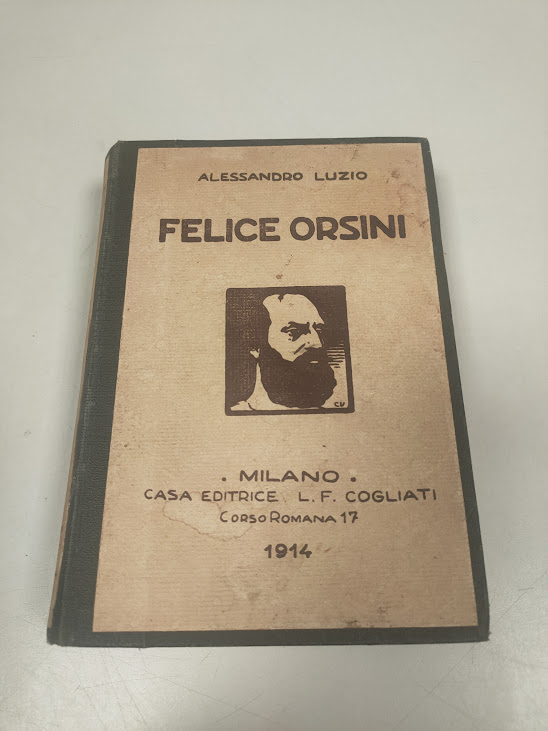 ALESSANDRO LUZIO
FELICE ORSINI
CV
. MILANO .
CASA EDITRICE L. F. COGLIATI
CORSO ROMANA 17
1914